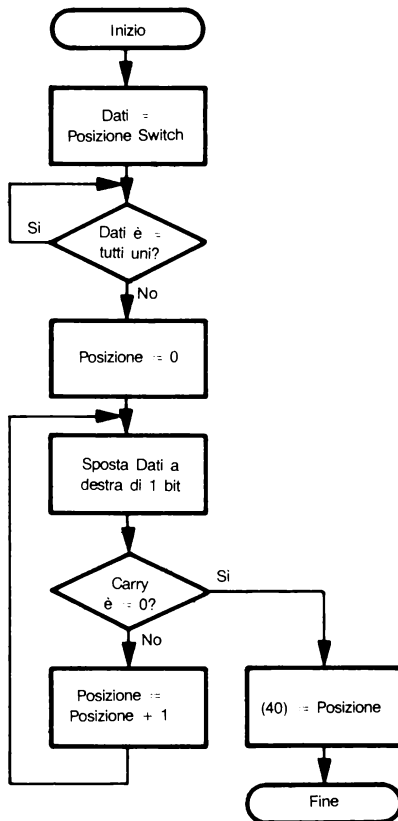 Inizio
Dati =
Posizione Switch
Si
Dati è =
tutti uni?
No
Posizione = 0
Sposta Dati a
destra di 1 bit
Carry
è = 0?
Si
No
Posizione =
Posizione + 1
(40) = Posizione
Fine